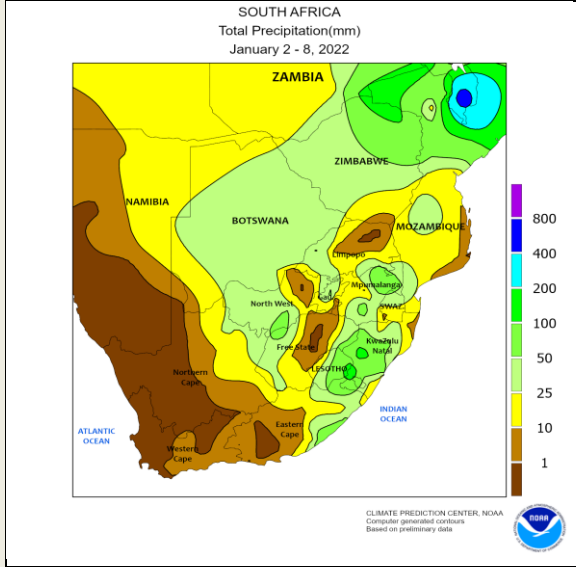 SOUTH AFRICA
Total Precipitation(mm)
January 2 - 8, 2022
ZAMBIA
ZIMBABWE
NAMIBIA
BOTSWANA
MOZAMBIQUE
Limpopo
Mpumalanga
North West
Gau
SWAZ
Free State
KwaZulu
Natal
LESOTHO
Northern
Cape
Eastern
Cape
Western
Cape
ATLANTIC
OCEAN
INDIAN
OCEAN
800
400
200
100
50
25
10
1
CLIMATE PREDICTION CENTER, NOAA
Computer generated contours
Based on preliminary data
NOAA